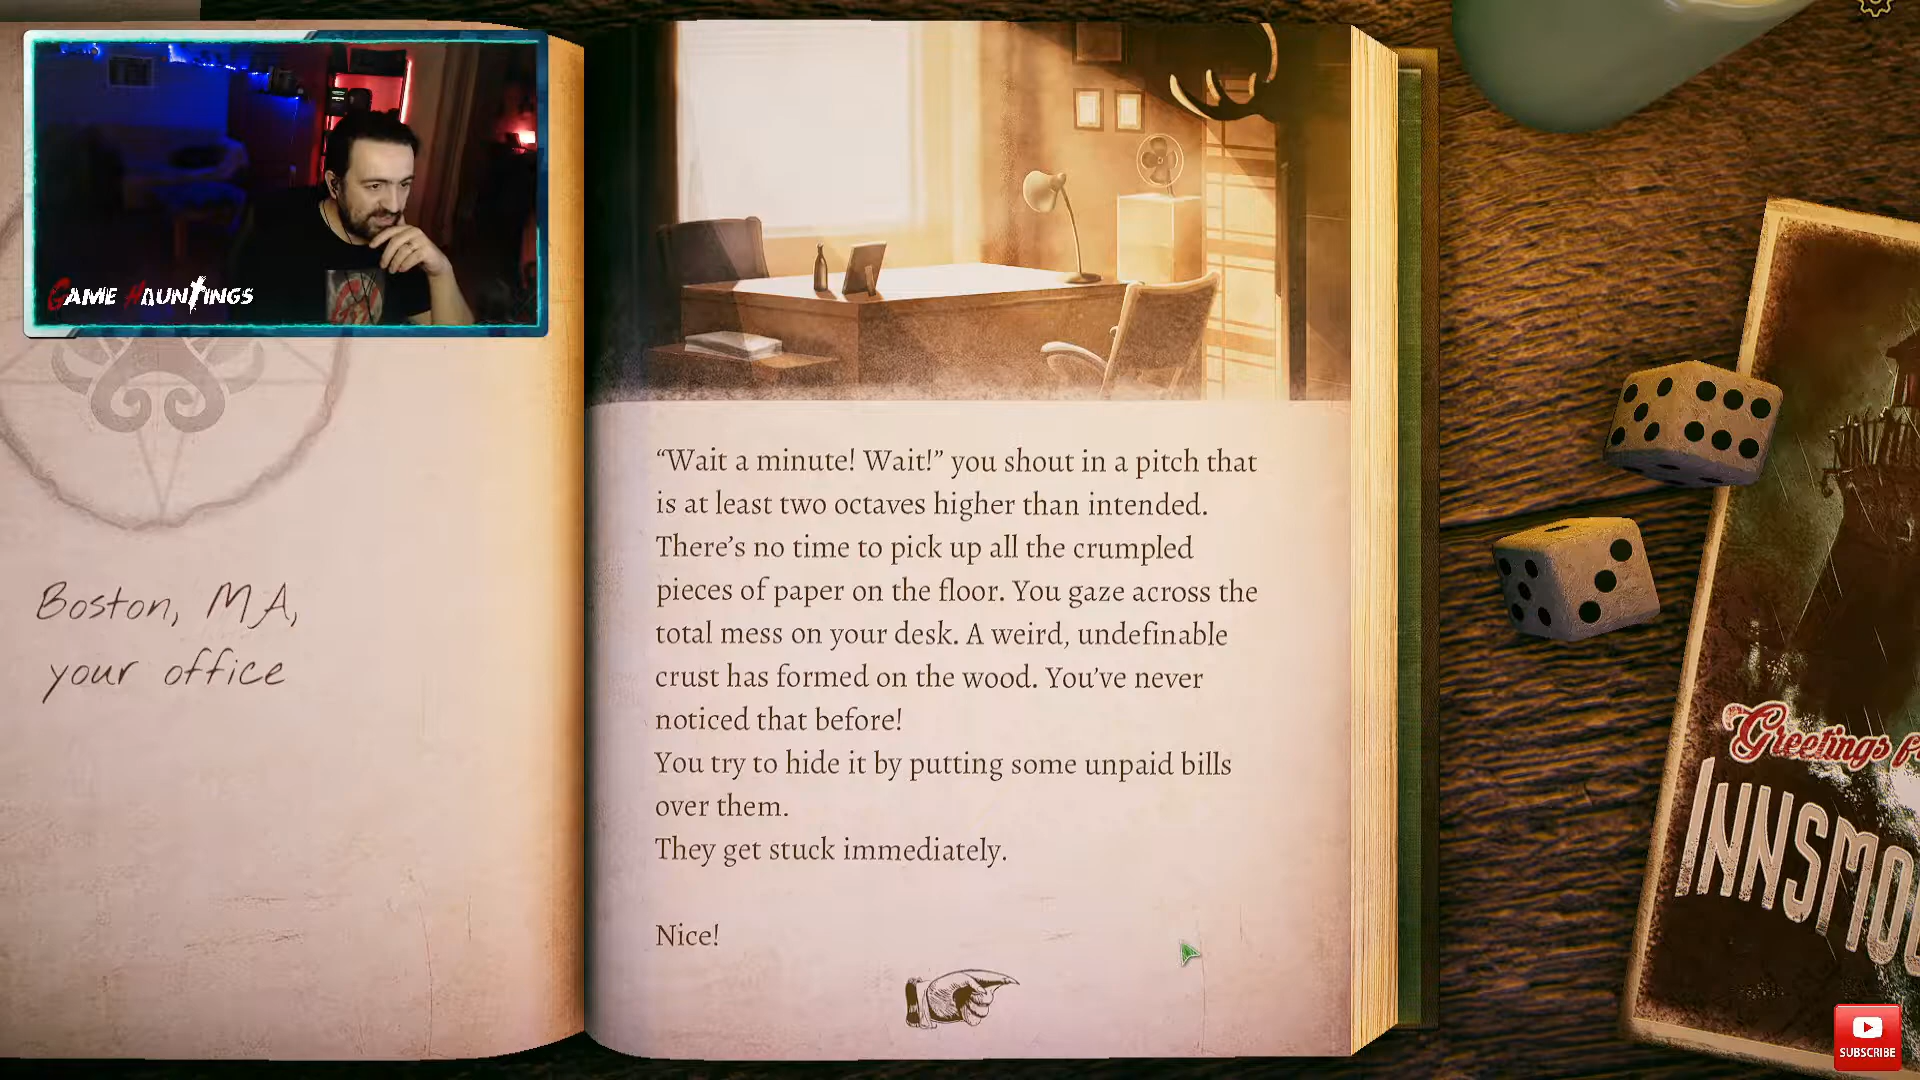 GAME HAUNTINGS
Boston, MA,
your office
“Wait a minute! Wait!” you shout in a pitch that
is at least two octaves higher than intended.
There’s no time to pick up all the crumpled
pieces of paper on the floor. You gaze across the
total mess on your desk. A weird, undefinable
crust has formed on the wood. You’ve never
noticed that before!
You try to hide it by putting some unpaid bills
over them.
They get stuck immediately.
Nice!
Greetings
SUBSCRIBE